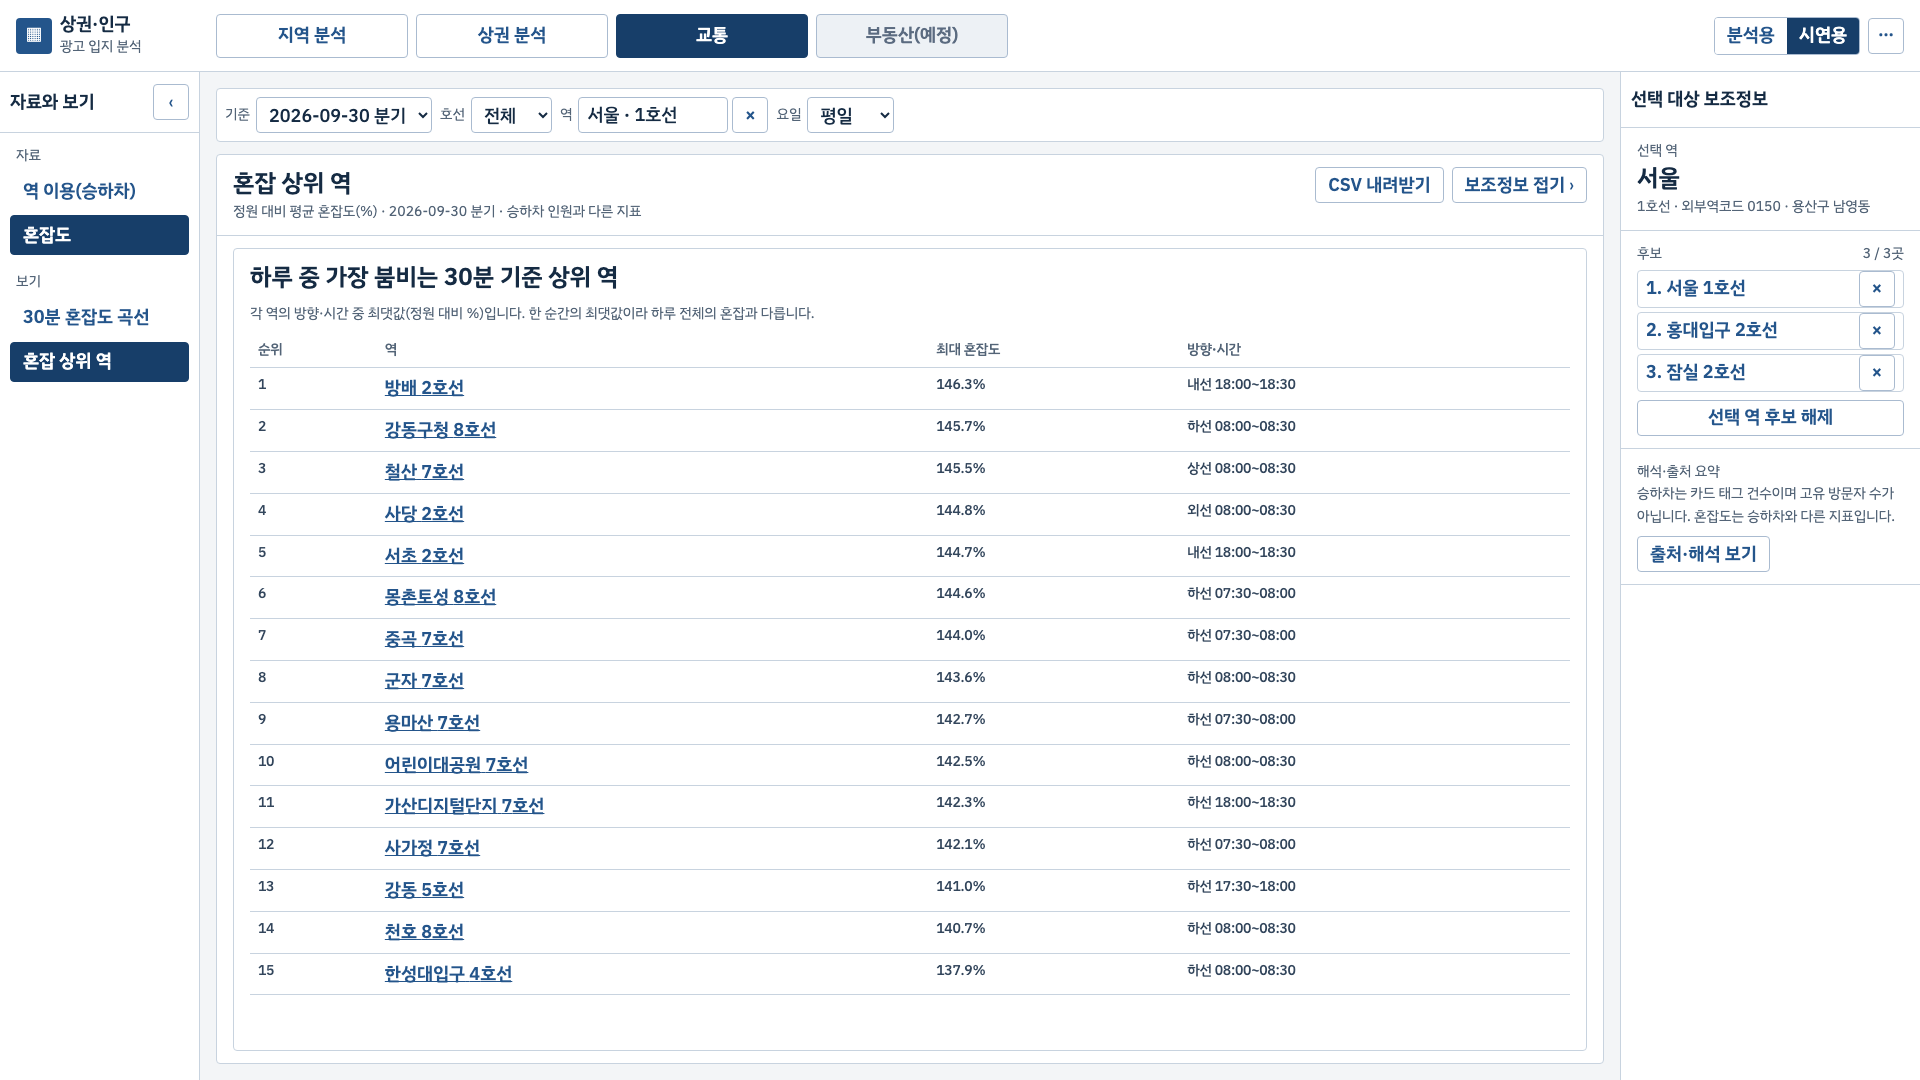 상권·인구
광고 입지 분석
지역 분석
상권 분석
교통
부동산(예정)
분석용
시연용
···
자료와 보기
‹
자료
역 이용(승하차)
혼잡도
보기
30분 혼잡도 곡선
혼잡 상위 역
기준 2026-09-30 분기 호선 전체 역 서울 · 1호선 × 요일 평일
혼잡 상위 역
정원 대비 평균 혼잡도(%) · 2026-09-30 분기 · 승하차 인원과 다른 지표
CSV 내려받기
보조정보 접기 ›
하루 중 가장 붐비는 30분 기준 상위 역
각 역의 방향·시간 중 최댓값(정원 대비 %)입니다. 한 순간의 최댓값이라 하루 전체의 혼잡과 다릅니다.
순위 역 최대 혼잡도 방향·시간
1 방배 2호선 146.3% 내선 18:00~18:30
2 강동구청 8호선 145.7% 하선 08:00~08:30
3 철산 7호선 145.5% 상선 08:00~08:30
4 사당 2호선 144.8% 외선 08:00~08:30
5 서초 2호선 144.7% 내선 18:00~18:30
6 몽촌토성 8호선 144.6% 하선 07:30~08:00
7 중곡 7호선 144.0% 하선 07:30~08:00
8 군자 7호선 143.6% 하선 08:00~08:30
9 용마산 7호선 142.7% 하선 07:30~08:00
10 어린이대공원 7호선 142.5% 하선 08:00~08:30
11 가산디지털단지 7호선 142.3% 하선 18:00~18:30
12 사가정 7호선 142.1% 하선 07:30~08:00
13 강동 5호선 141.0% 하선 17:30~18:00
14 천호 8호선 140.7% 하선 08:00~08:30
15 한성대입구 4호선 137.9% 하선 08:00~08:30
선택 대상 보조정보
선택 역
서울
1호선 · 외부역코드 0150 · 용산구 남영동
후보 3 / 3곳
1. 서울 1호선 ×
2. 홍대입구 2호선 ×
3. 잠실 2호선 ×
선택 역 후보 해제
해석·출처 요약
승하차는 카드 태그 건수이며 고유 방문자 수가
아닙니다. 혼잡도는 승하차와 다른 지표입니다.
출처·해석 보기